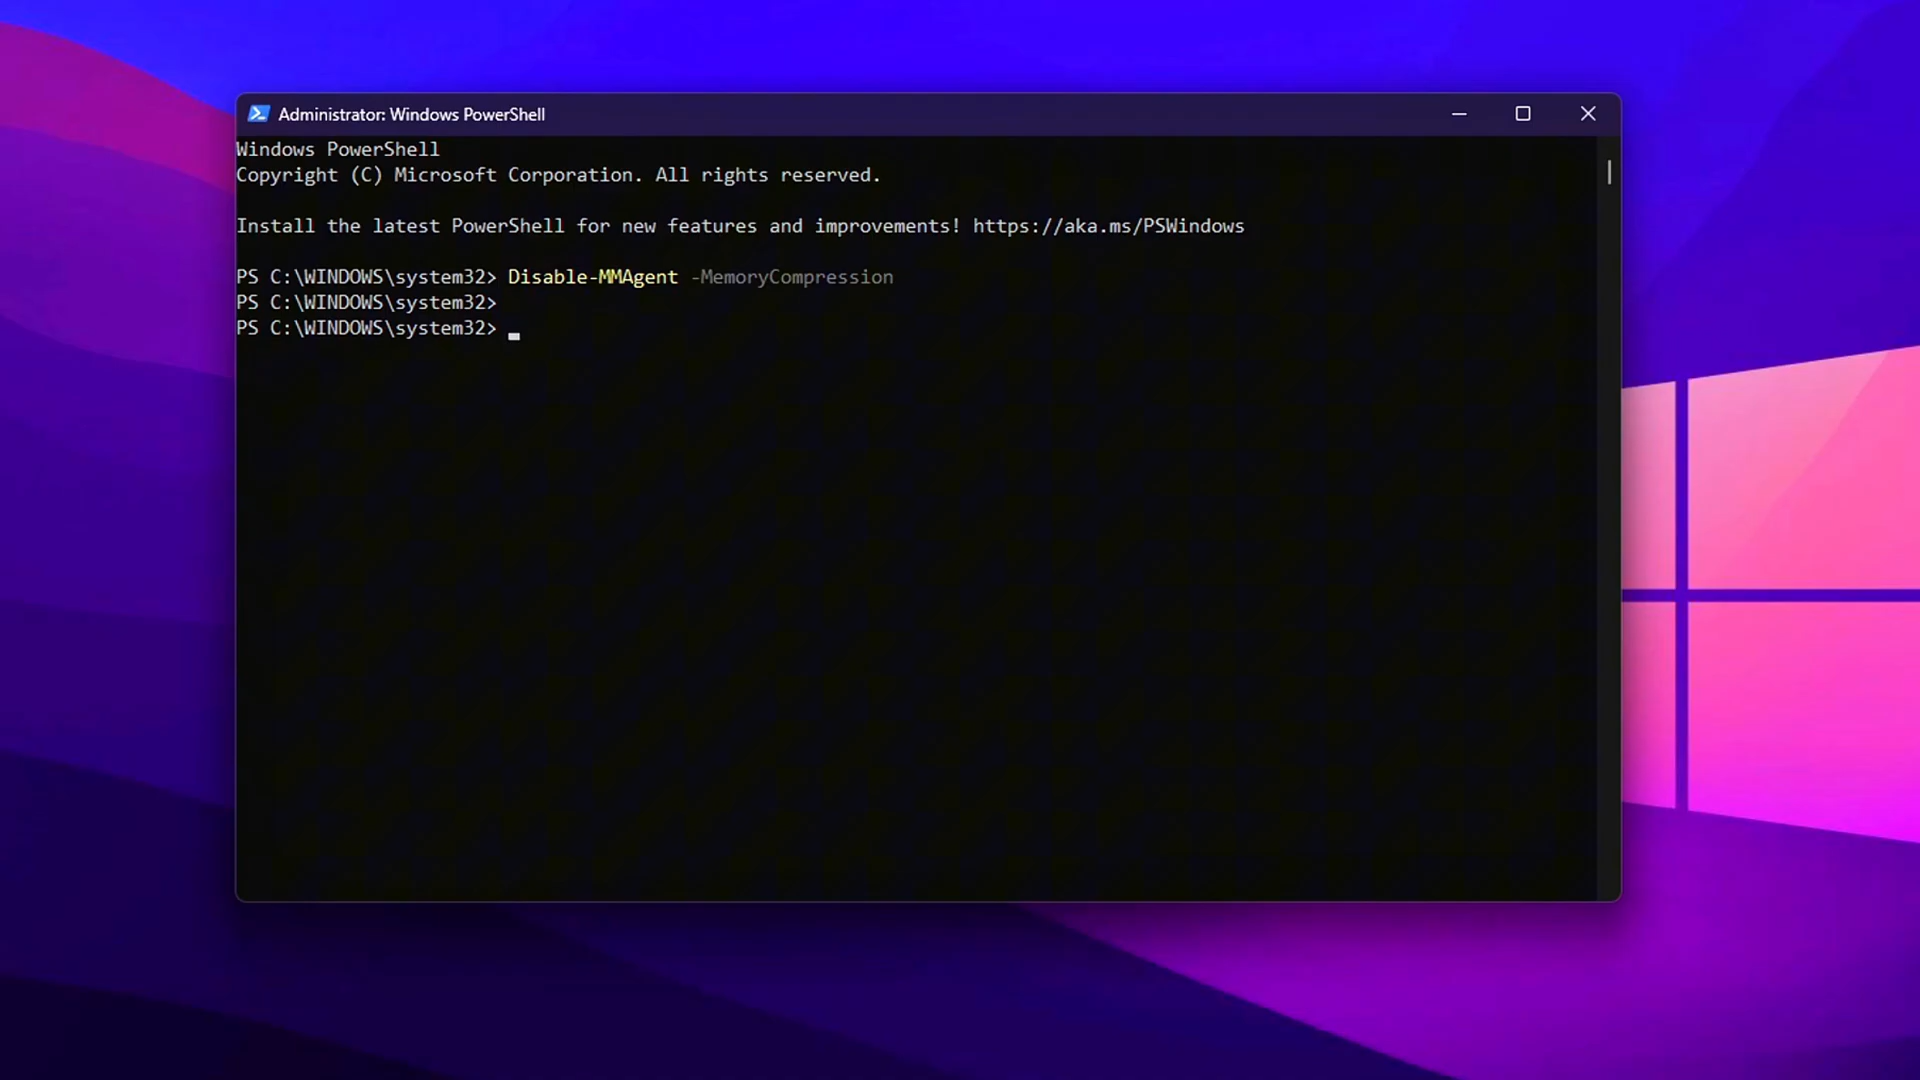 Administrator: Windows PowerShell
Windows PowerShell
Copyright (C) Microsoft Corporation. All rights reserved.
Install the latest PowerShell for new features and improvements! https://aka.ms/PSWindows
PS C:\WINDOWS\system32> Disable-MMAgent -MemoryCompression
PS C:\WINDOWS\system32>
PS C:\WINDOWS\system32>